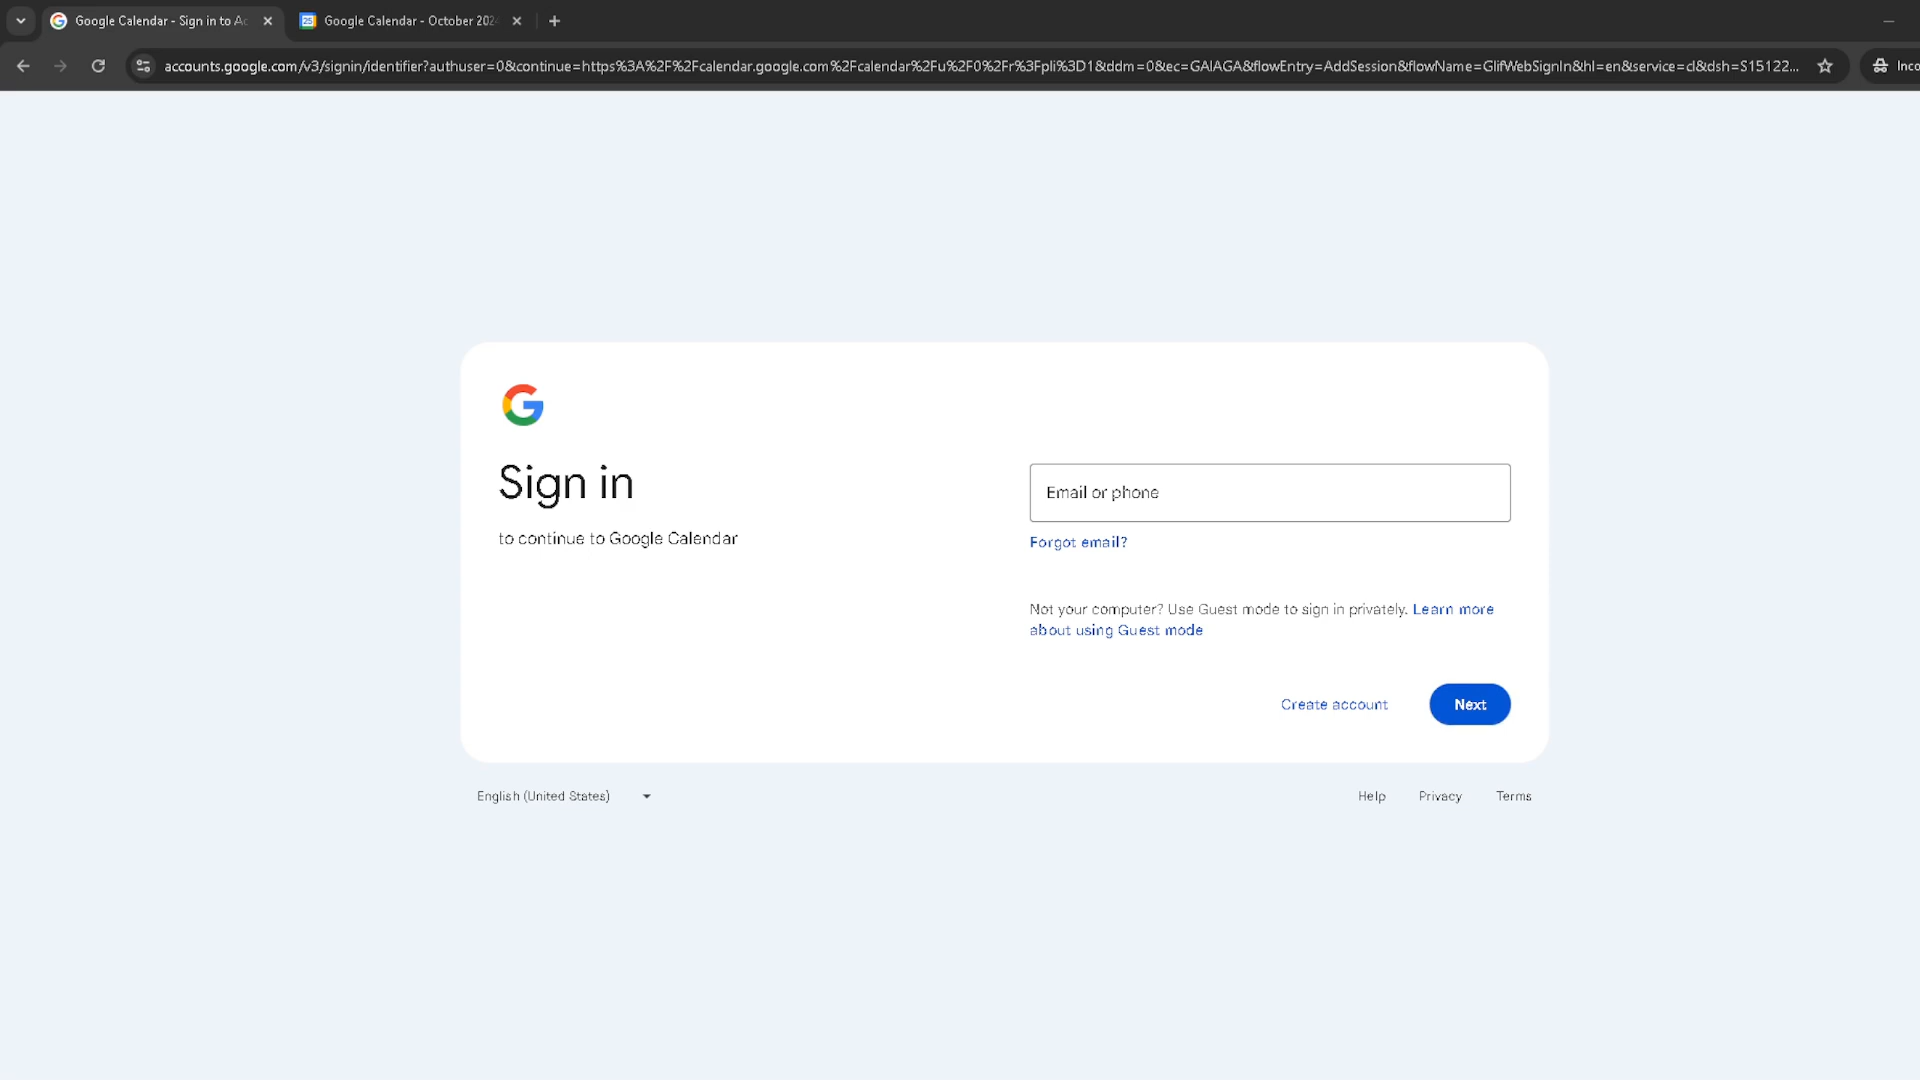 Google Calendar - Sign in to Ac
Google Calendar - October 202
accounts.google.com/v3/signin/identifier?authuser=0&continue=https%3A%2F%2Fcalendar.google.com%2Fcalendar%2Fu%2F0%2Fr%3Fpli%3D1&ddm=0&ec=GAlAGA&flowEntry=AddSession&flowName=GlifWebSignIn&hl=en&service=cl&dsh=S15122...
Inco
25
Sign in
to continue to Google Calendar
Email or phone
Forgot email?
Not your computer? Use Guest mode to sign in privately. Learn more
about using Guest mode
Create account
Next
English (United States)
Help
Privacy
Terms